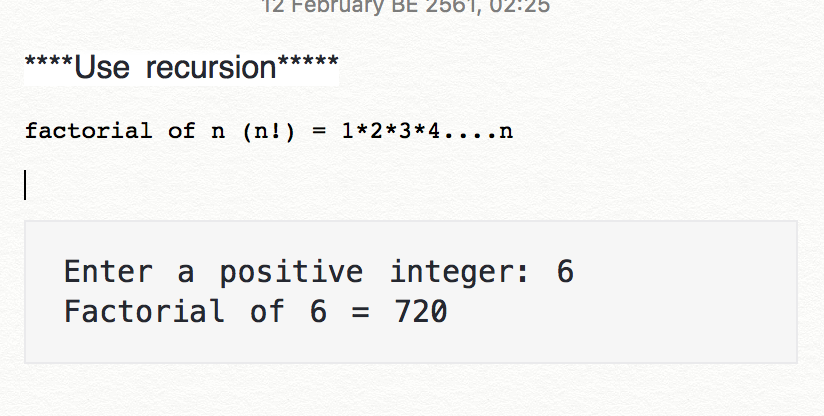 12 February BE 2561, 02:25
****Use recursion*****
factorial of n (n!) = 1*2*3*4....n
Enter a positive integer: 6
Factorial of 6 = 720